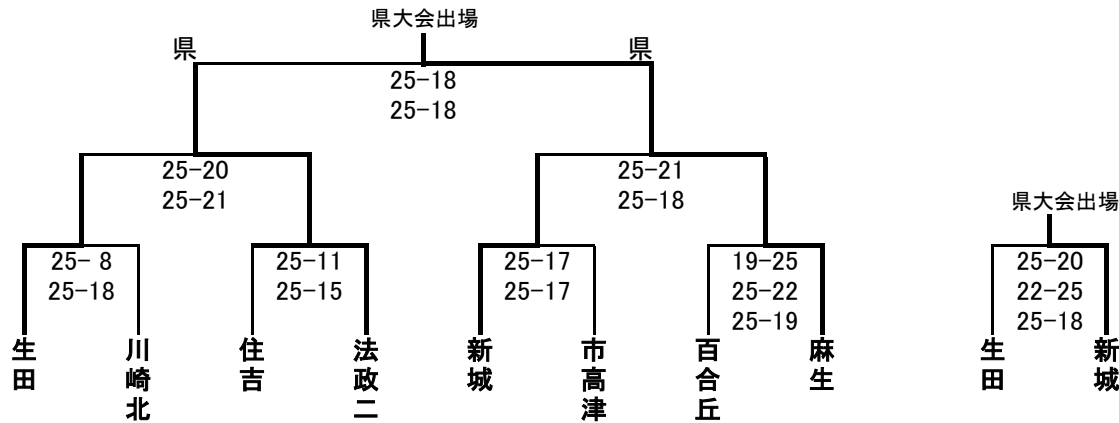 県大会出場
県
県
25-18
25-18
25-20
25-21
25-21
25-18
県大会出場
25- 8
25-18
25-11
25-15
25-17
25-17
19-25
25-22
25-19
25-20
22-25
25-18
生田
川崎北
住吉
法政二
新城
市高津
百合丘
麻生
生田
新城